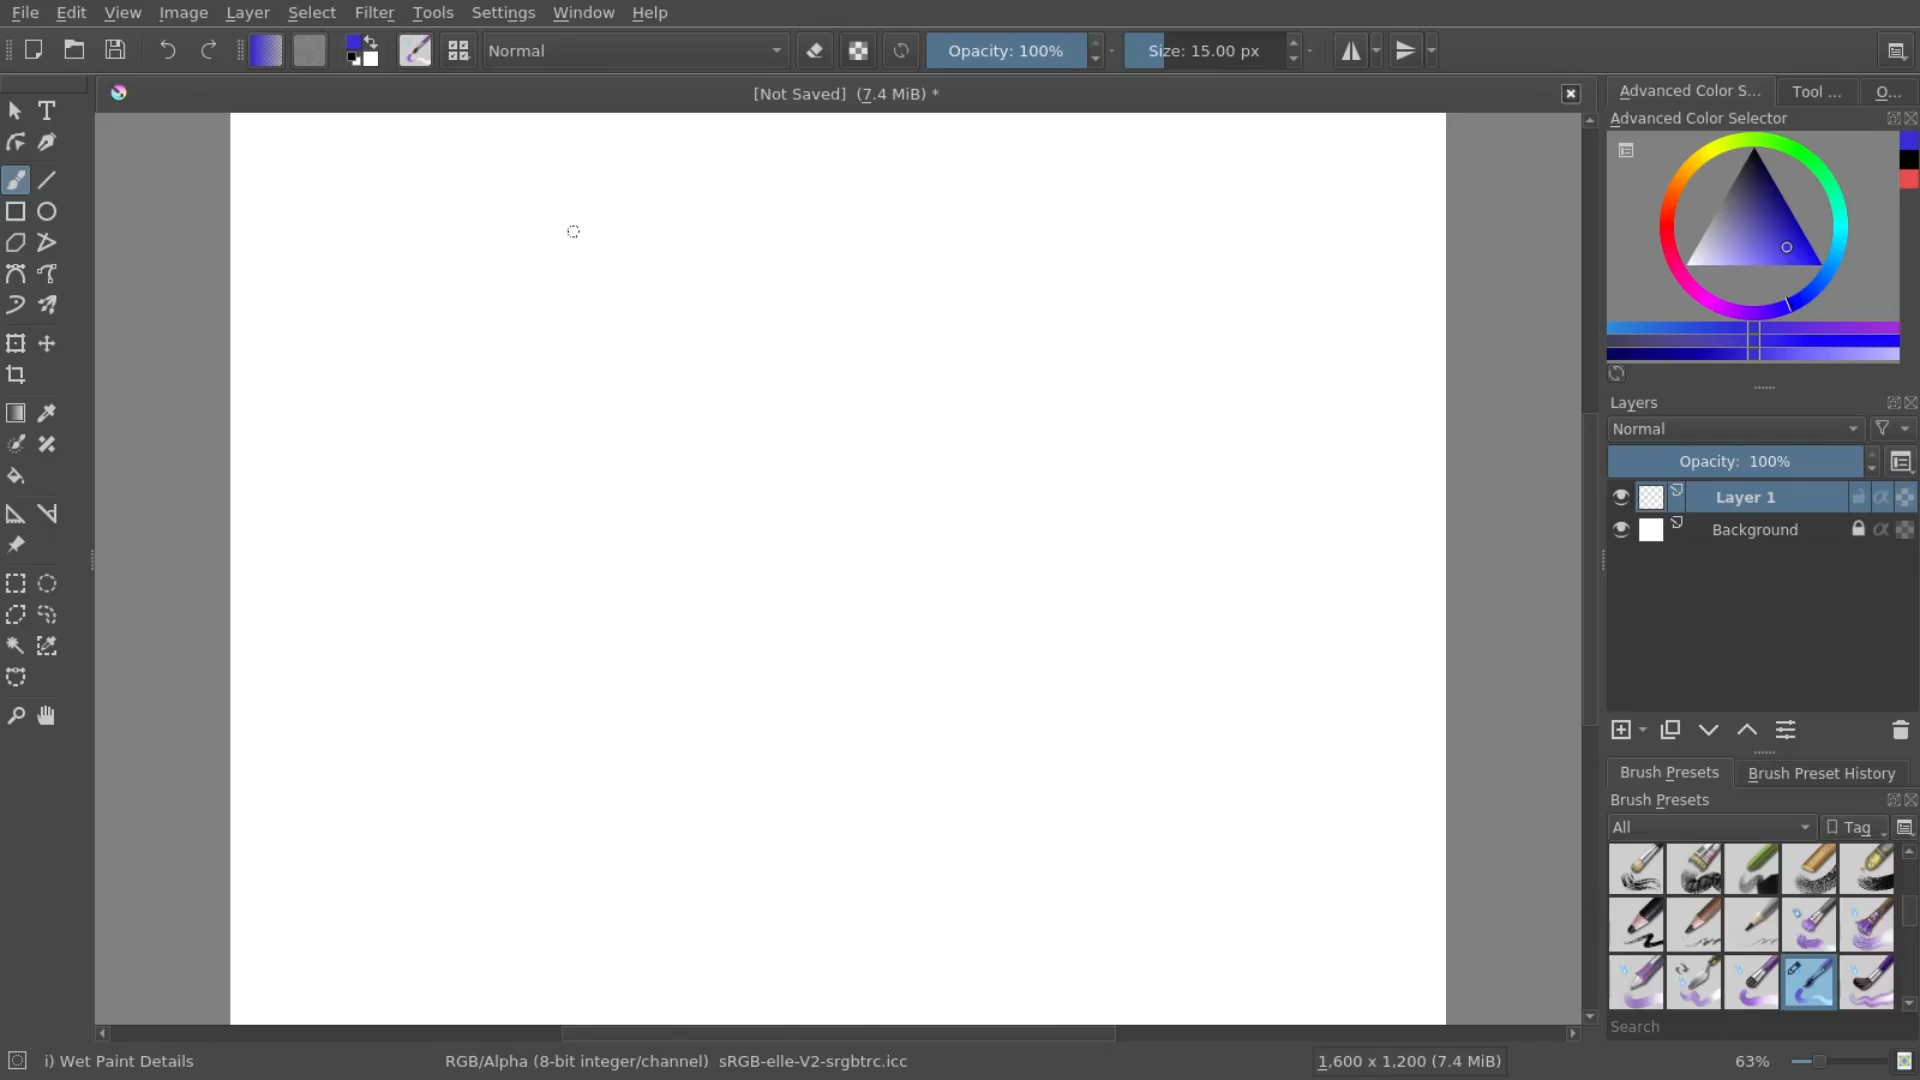 File Edit View Image Layer Select Filter Tools Settings Window Help
Normal Opacity: 100% Size: 15.00 px
[Not Saved] (7.4 MiB) *
Advanced Color S... Tool ... O...
Advanced Color Selector
Layers
Normal
Opacity: 100%
Layer 1
Background
Brush Presets Brush Preset History
Brush Presets
All Tag
Search
i) Wet Paint Details RGB/Alpha (8-bit integer/channel) sRGB-elle-V2-srgbtrc.icc 1,600 x 1,200 (7.4 MiB) 63%